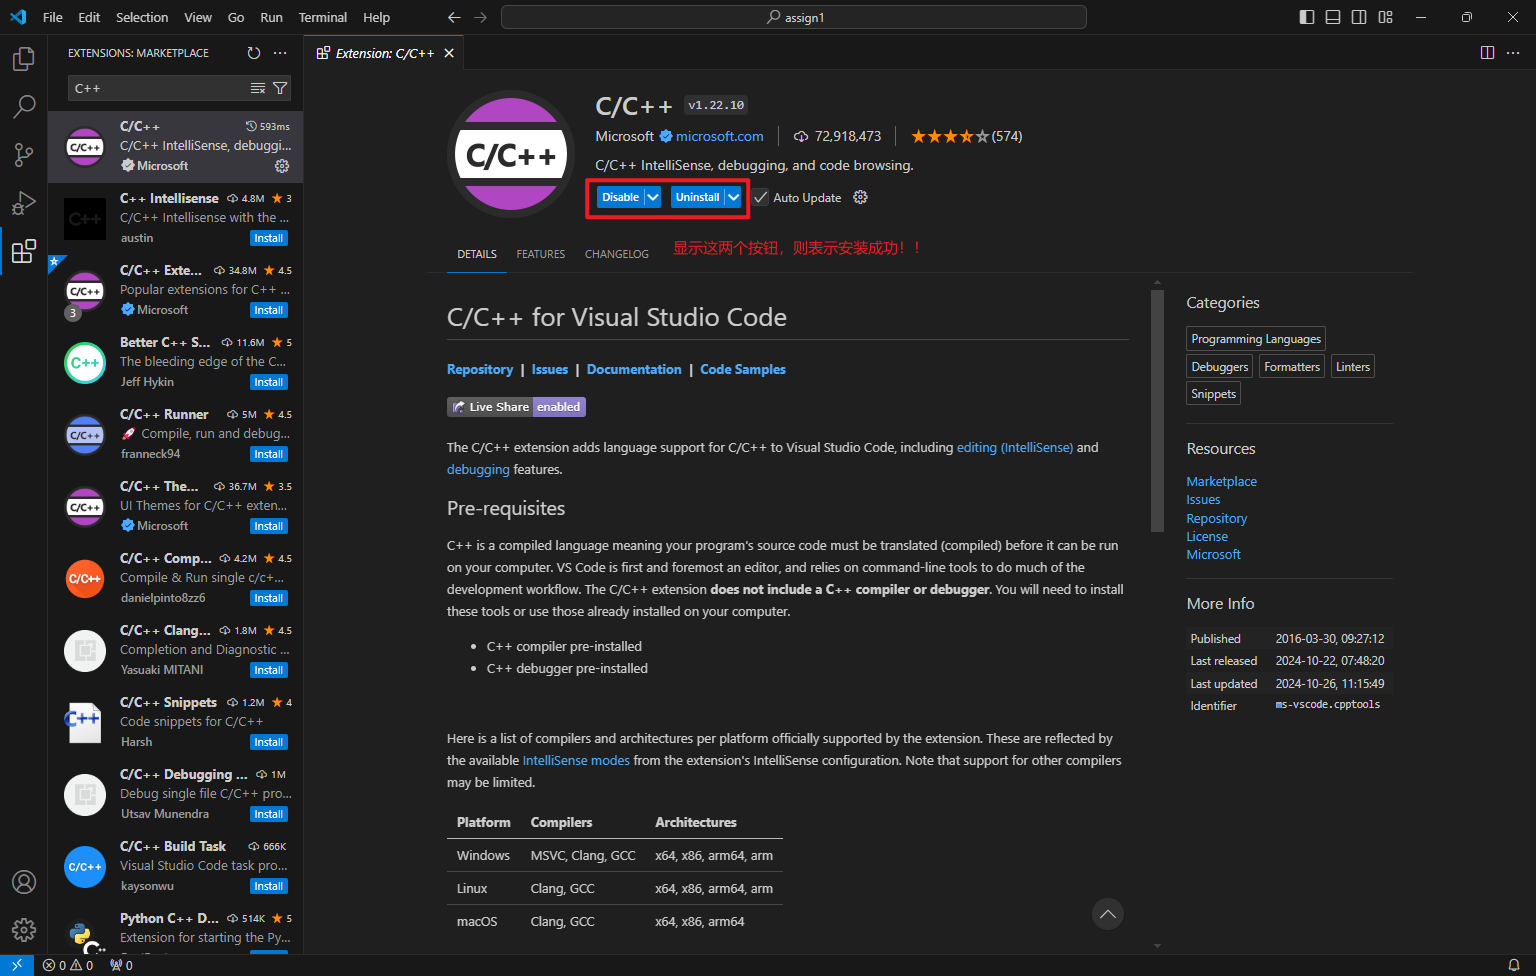 File Edit Selection View Go Run Terminal Help
assign1
EXTENSIONS: MARKETPLACE
C++
C/C++ 593ms
C/C++ IntelliSense, debuggi...
Microsoft
C++ Intellisense 4.8M 3
C/C++ Intellisense with the ...
austin Install
C/C++ Exte... 34.8M 4.5
Popular extensions for C++ ...
Microsoft Install
3
Better C++ S... 11.6M 5
The bleeding edge of the C...
Jeff Hykin Install
C/C++ Runner 5M 4.5
🚀 Compile, run and debug...
franneck94 Install
C/C++ The... 36.7M 3.5
UI Themes for C/C++ exten...
Microsoft Install
C/C++ Comp... 4.2M 4.5
Compile & Run single c/c+...
danielpinto8zz6 Install
C/C++ Clang... 1.8M 4.5
Completion and Diagnostic ...
Yasuaki MITANI Install
C/C++ Snippets 1.2M 4
Code snippets for C/C++
Harsh Install
C/C++ Debugging ... 1M
Debug single file C/C++ pro...
Utsav Munendra Install
C/C++ Build Task 666K
Visual Studio Code task pro...
kaysonwu Install
Python C++ D... 514K 5
Extension for starting the Py...
Extension: C/C++
C/C++
C/C++ v1.22.10
Microsoft microsoft.com 72,918,473 (574)
C/C++ IntelliSense, debugging, and code browsing.
Disable Uninstall Auto Update
显示这两个按钮，则表示安装成功！！
DETAILS FEATURES CHANGELOG
C/C++ for Visual Studio Code
Repository | Issues | Documentation | Code Samples
Live Share enabled
The C/C++ extension adds language support for C/C++ to Visual Studio Code, including editing (IntelliSense) and
debugging features.
Pre-requisites
C++ is a compiled language meaning your program's source code must be translated (compiled) before it can be run
on your computer. VS Code is first and foremost an editor, and relies on command-line tools to do much of the
development workflow. The C/C++ extension does not include a C++ compiler or debugger. You will need to install
these tools or use those already installed on your computer.
• C++ compiler pre-installed
• C++ debugger pre-installed
Here is a list of compilers and architectures per platform officially supported by the extension. These are reflected by
the available IntelliSense modes from the extension's IntelliSense configuration. Note that support for other compilers
may be limited.
Platform Compilers Architectures
Windows MSVC, Clang, GCC x64, x86, arm64, arm
Linux Clang, GCC x64, x86, arm64, arm
macOS Clang, GCC x64, x86, arm64
Categories
Programming Languages
Debuggers Formatters Linters
Snippets
Resources
Marketplace
Issues
Repository
License
Microsoft
More Info
Published 2016-03-30, 09:27:12
Last released 2024-10-22, 07:48:20
Last updated 2024-10-26, 11:15:49
Identifier ms-vscode.cpptools
0 0 0